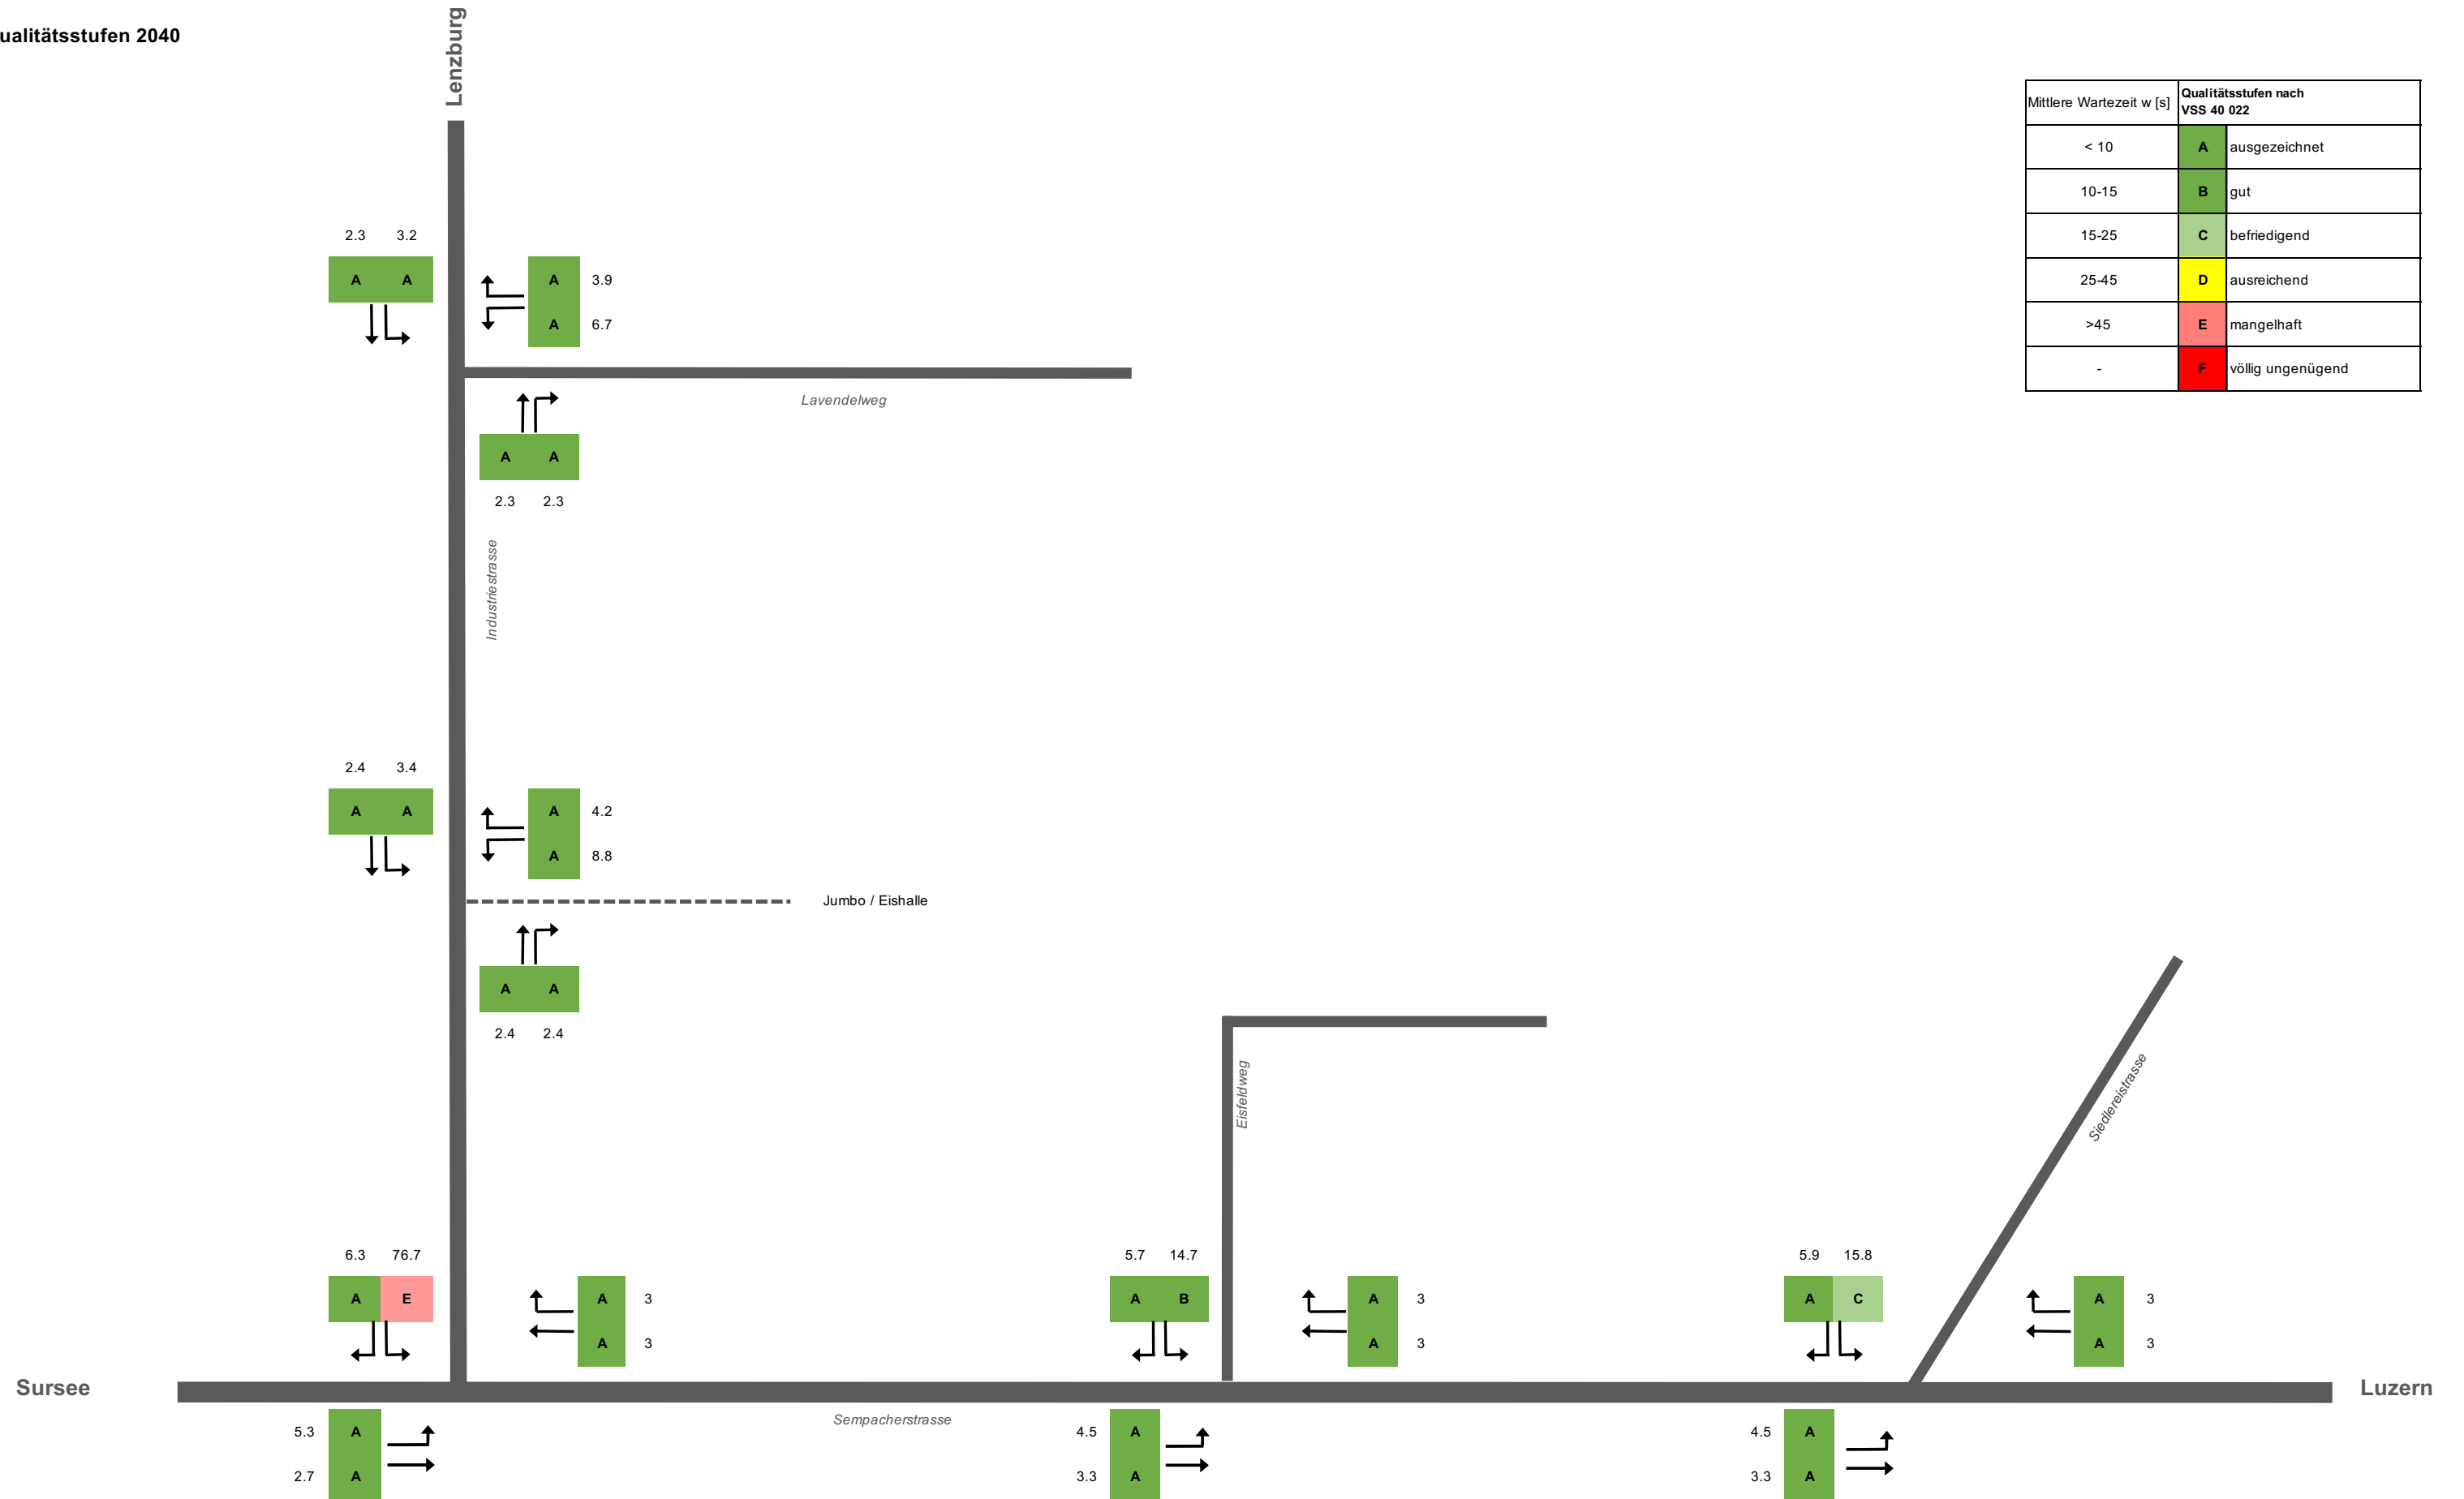 ualitätsstufen 2040
Lenzburg
Mittlere Wartezeit w [s]
Qualitätsstufen nach
VSS 40 022
< 10 A ausgezeichnet
10-15 B gut
15-25 C befriedigend
25-45 D ausreichend
>45 E mangelhaft
- F völlig ungenügend
2.3 3.2
A A
A 3.9
A 6.7
Lavendelweg
A A
2.3 2.3
Industriestrasse
2.4 3.4
A A
A 4.2
A 8.8
Jumbo / Eishalle
A A
2.4 2.4
Eisfeldweg
Siedlereistrasse
6.3 76.7
A E
A 3
A 3
5.7 14.7
A B
A 3
A 3
5.9 15.8
A C
A 3
A 3
Sursee
Luzern
Sempacherstrasse
5.3 A
2.7 A
4.5 A
3.3 A
4.5 A
3.3 A